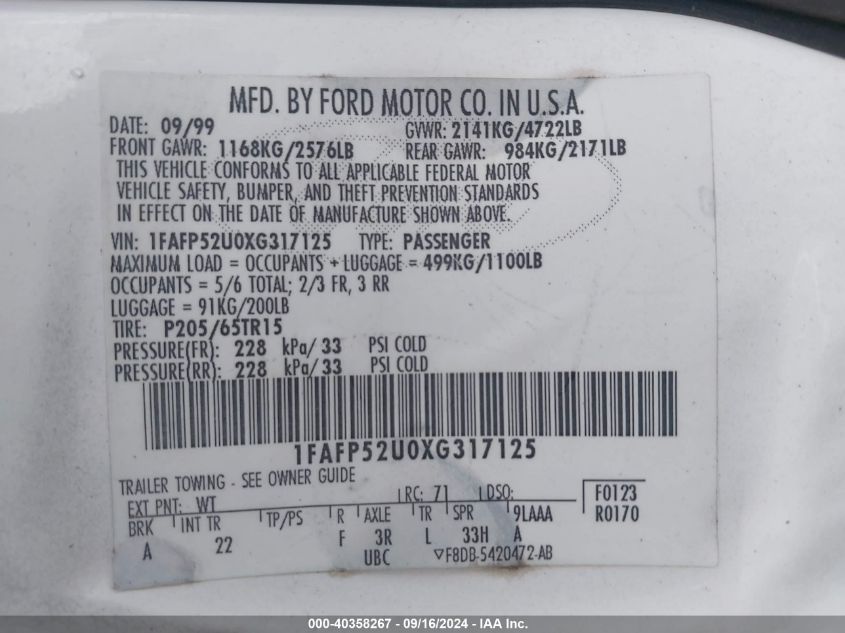 MFD. BY FORD MOTOR CO. IN U.S.A.
DATE: 09/99 GVWR: 2141KG/4722LB
FRONT GAWR: 1168KG/2576LB REAR GAWR: 984KG/2171LB
THIS VEHICLE CONFORMS TO ALL APPLICABLE FEDERAL MOTOR
VEHICLE SAFETY, BUMPER, AND THEFT PREVENTION STANDARDS
IN EFFECT ON THE DATE OF MANUFACTURE SHOWN ABOVE.
VIN: 1FAFP52U0XG317125 TYPE: PASSENGER
MAXIMUM LOAD = OCCUPANTS + LUGGAGE = 499KG/1100LB
OCCUPANTS = 5/6 TOTAL; 2/3 FR, 3 RR
LUGGAGE = 91KG/200LB
TIRE: P205/65TR15
PRESSURE(FR): 228 kPa/ 33 PSI COLD
PRESSURE(RR): 228 kPa/ 33 PSI COLD
1FAFP52U0XG317125
TRAILER TOWING - SEE OWNER GUIDE
EXT PNT: WT RC: 71 DSO: F0123
BRK INT TR TP/PS R AXLE TR SPR 9LAAA R0170
A 22 F 3R L 33H A
UBC F8DB-5420472-AB
000-40358267 - 09/16/2024 - IAA Inc.